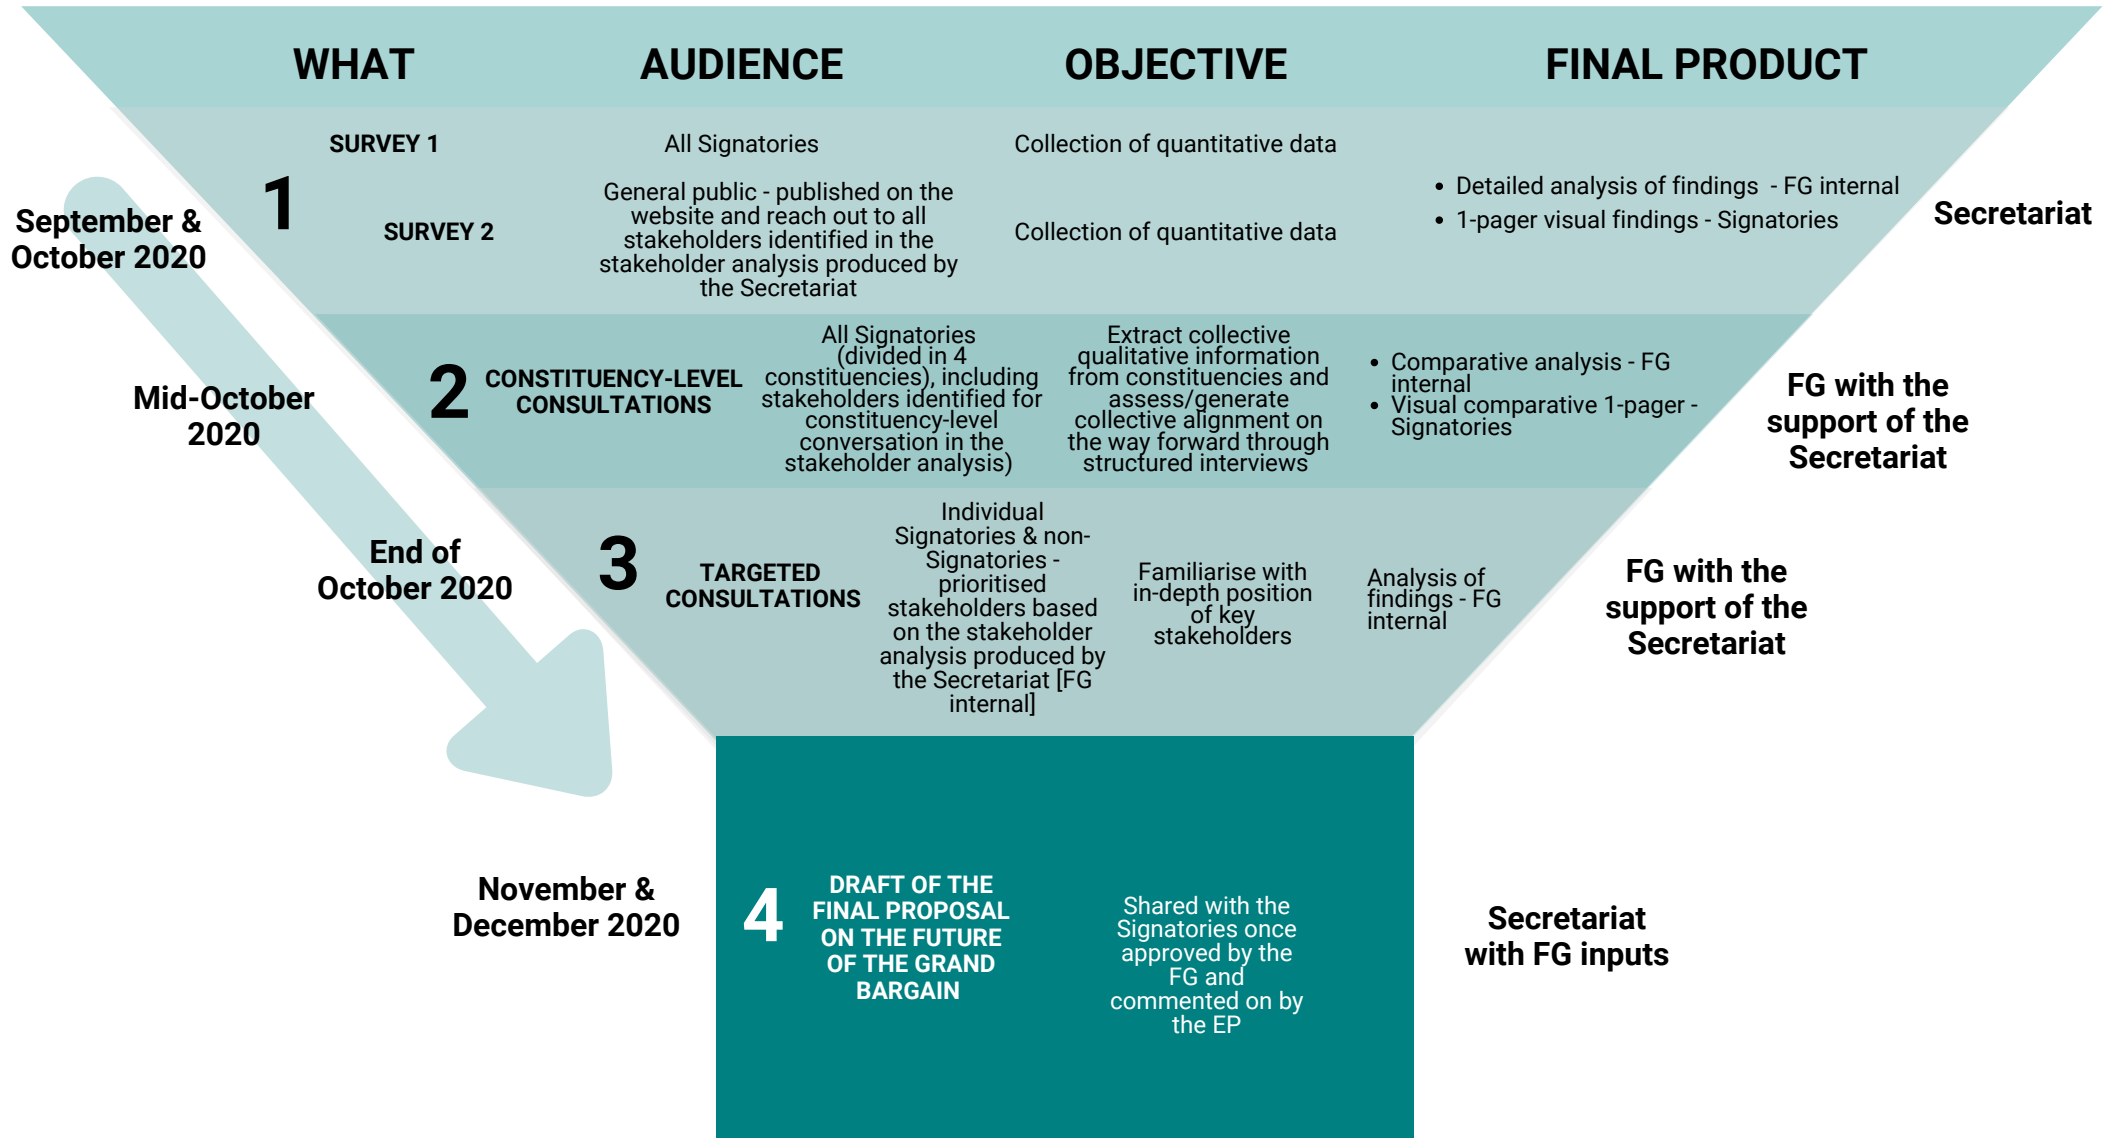 WHAT
AUDIENCE
OBJECTIVE
FINAL PRODUCT
September &
October 2020
1
SURVEY 1
All Signatories
Collection of quantitative data
SURVEY 2
General public - published on the
website and reach out to all
stakeholders identified in the
stakeholder analysis produced by
the Secretariat
Collection of quantitative data
• Detailed analysis of findings - FG internal
• 1-pager visual findings - Signatories
Secretariat
Mid-October
2020
2
CONSTITUENCY-LEVEL
CONSULTATIONS
All Signatories
(divided in 4
constituencies), including
stakeholders identified for
constituency-level
conversation in the
stakeholder analysis)
Extract collective
qualitative information
from constituencies and
assess/generate
collective alignment on
the way forward through
structured interviews
• Comparative analysis - FG
internal
• Visual comparative 1-pager -
Signatories
FG with the
support of the
Secretariat
End of
October 2020
3
TARGETED
CONSULTATIONS
Individual
Signatories & non-
Signatories -
prioritised
stakeholders based
on the stakeholder
analysis produced by
the Secretariat [FG
internal]
Familiarise with
in-depth position
of key
stakeholders
Analysis of
findings - FG
internal
FG with the
support of the
Secretariat
November &
December 2020
4
DRAFT OF THE
FINAL PROPOSAL
ON THE FUTURE
OF THE GRAND
BARGAIN
Shared with the
Signatories once
approved by the
FG and
commented on by
the EP
Secretariat
with FG inputs